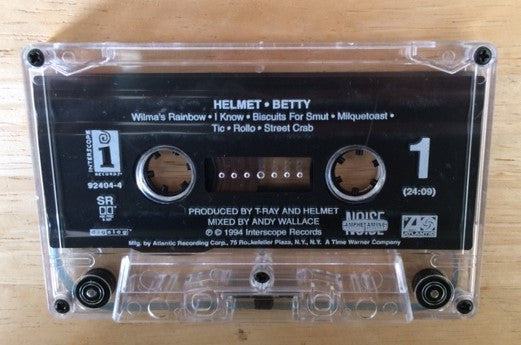 HELMET • BETTY
Wilma's Rainbow • I Know • Biscuits For Smut • Milquetoast •
Tic • Rollo • Street Crab
INTERSCOPE
RECORDS
i
92404-4
SR
1
(24:09)
PRODUCED BY T-RAY AND HELMET
MIXED BY ANDY WALLACE
℗ © 1994 Interscope Records
Mfg. by Atlantic Recording Corp., 75 Rockefeller Plaza, N.Y., N.Y. A Time Warner Company
AMPHETAMINE
NOISE
ATLANTIC